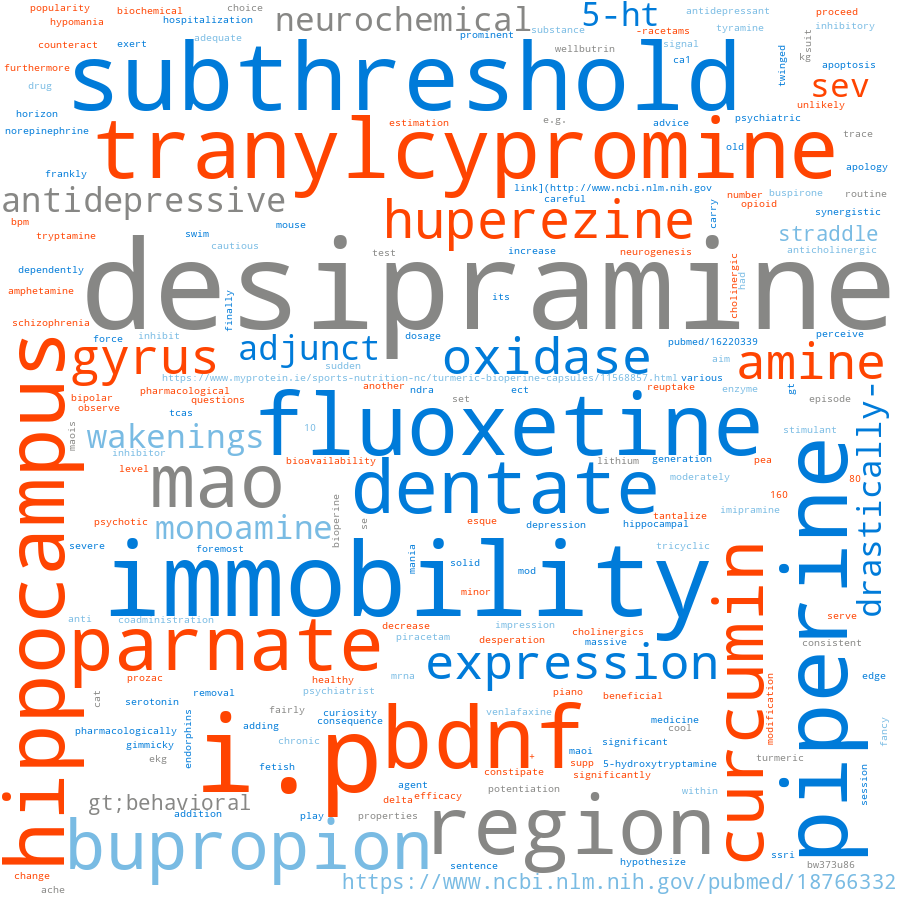 popularity
biochemical
choice
neurochemical
5-ht
antidepressant
proceed
hypomania
hospitalization
substance
-racetams
tyramine
inhibitory
counteract
exert
adequate
prominent
signal
kg
suit
wellbutrin
twinged
furthermore
subthreshold
ca1
apoptosis
drug
sev
horizon
unlikely
norepinephrine
tranylcypromine
estimation
e.g.
advice
psychiatric
trace
frankly
old
apology
antidepressive
link](http://www.ncbi.nlm.nih.gov
careful
number
buspirone
routine
opioid
bpm
huperezine
carry
synergistic
tryptamine
swim
mouse
straddle
cautious
test
increase
neurogenesis
anticholinergic
dependently
desipramine
cholinergic
had
amphetamine
its
finally
schizophrenia
force
inhibit
dosage
pubmed/16220339
perceive
gyrus
adjunct
oxidase
amine
sudden
aim
https://www.myprotein.ie/sports-nutrition-nc/turmeric-bioperine-capsules/11568857.html
various
bipolar
pharmacological
another
ndra
ect
reuptake
enzyme
gt
observe
questions
set
episode
tcas
fluoxetine
drastically-
maois
wakenings
10
stimulant
inhibitor
level
mao
bioavailability
lithium
generation
pea
dentate
moderately
80
hippocampus
160
imipramine
psychotic
monoamine
bioperine
se
esque
depression
hippocampal
tantalize
severe
foremost
immobility
mania
solid
mod
tricyclic
piperine
minor
curcumin
anti
coadministration
decrease
impression
cholinergics
serve
parnate
piracetam
desperation
massive
consistent
expression
prozac
healthy
mrna
edge
cat
serotonin
removal
psychiatrist
piano
beneficial
modification
fairly
curiosity
venlafaxine
medicine
pharmacologically
endorphins
adding
consequence
i.p
bdnf
cool
fancy
gimmicky
chronic
significant
ekg
maoi
+
supp
5-hydroxytryptamine
turmeric
fetish
constipate
significantly
agent
potentiation
within
session
gt;behavioral
delta
efficacy
addition
play
properties
region
bupropion
sentence
hypothesize
ssri
bw373u86
change
https://www.ncbi.nlm.nih.gov/pubmed/18766332
ache